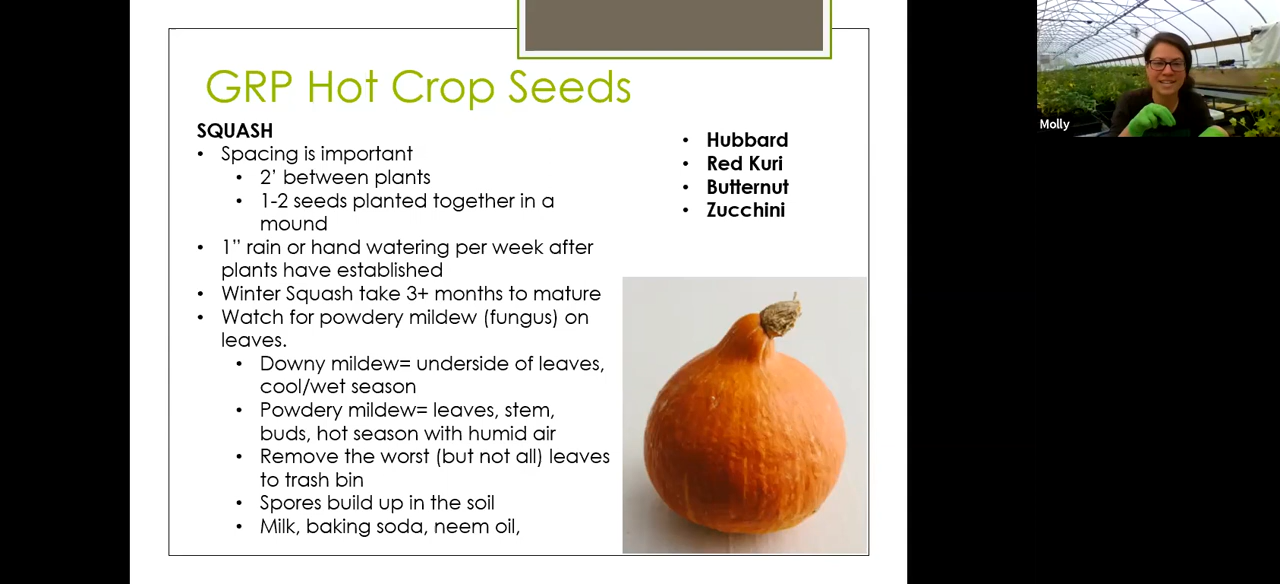 GRP Hot Crop Seeds
SQUASH
• Spacing is important
• 2’ between plants
• 1-2 seeds planted together in a
mound
• 1” rain or hand watering per week after
plants have established
• Winter Squash take 3+ months to mature
• Watch for powdery mildew (fungus) on
leaves.
• Downy mildew= underside of leaves,
cool/wet season
• Powdery mildew= leaves, stem,
buds, hot season with humid air
• Remove the worst (but not all) leaves
to trash bin
• Spores build up in the soil
• Milk, baking soda, neem oil,
• Hubbard
• Red Kuri
• Butternut
• Zucchini
Molly